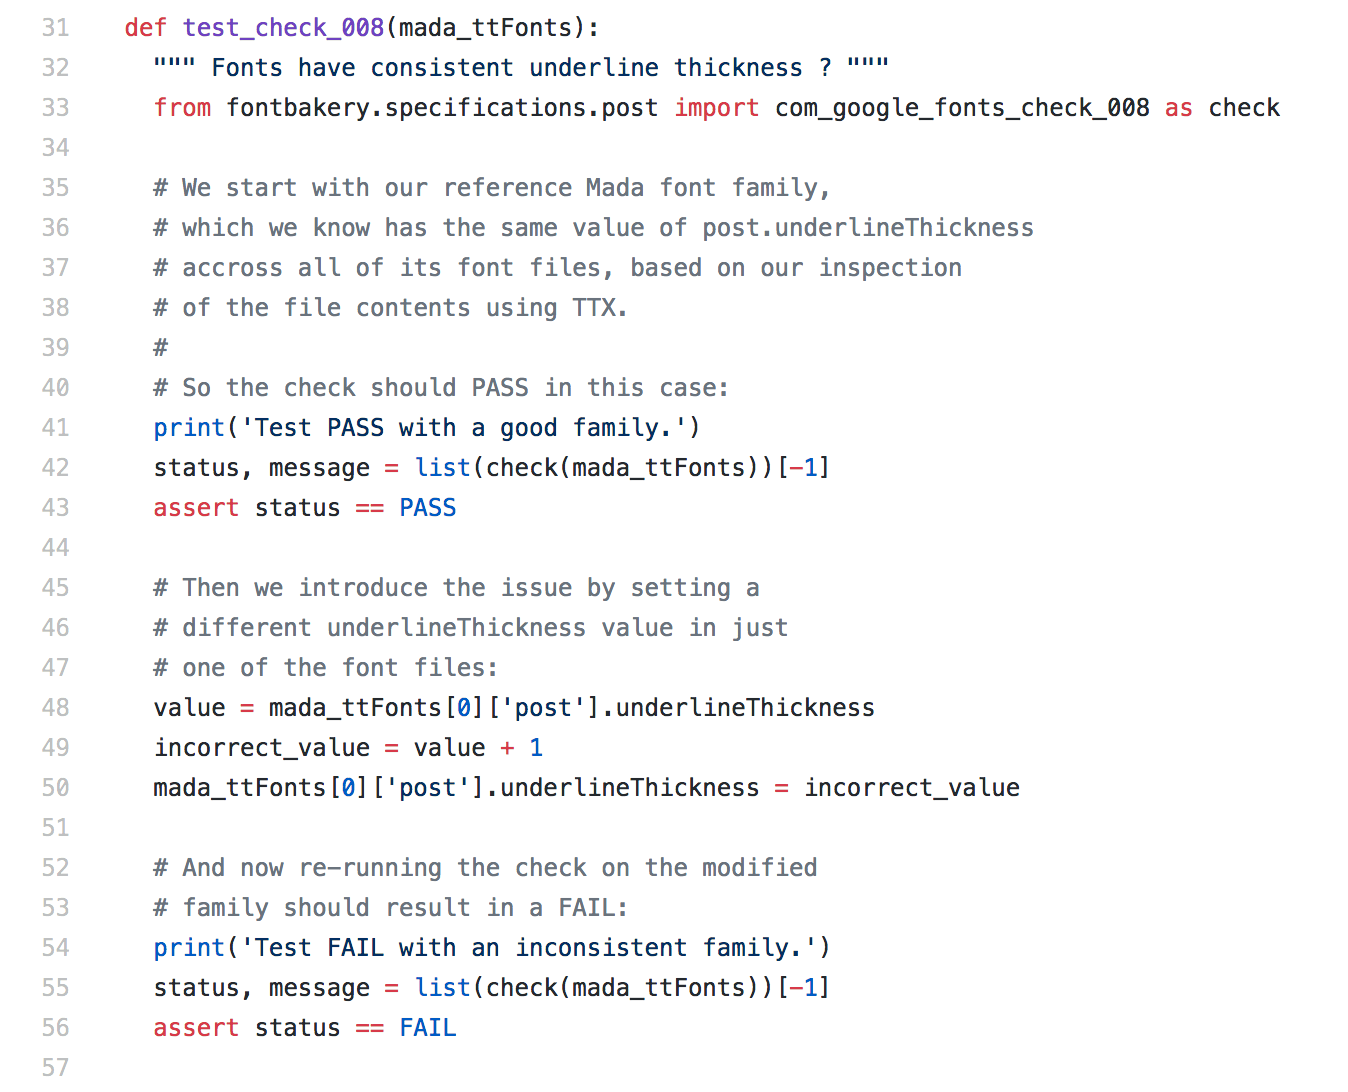 31 def test_check_008(mada_ttFonts):
32 """ Fonts have consistent underline thickness ? """
33 from fontbakery.specifications.post import com_google_fonts_check_008 as check
34
35 # We start with our reference Mada font family,
36 # which we know has the same value of post.underlineThickness
37 # accross all of its font files, based on our inspection
38 # of the file contents using TTX.
39 #
40 # So the check should PASS in this case:
41 print('Test PASS with a good family.')
42 status, message = list(check(mada_ttFonts))[-1]
43 assert status == PASS
44
45 # Then we introduce the issue by setting a
46 # different underlineThickness value in just
47 # one of the font files:
48 value = mada_ttFonts[0]['post'].underlineThickness
49 incorrect_value = value + 1
50 mada_ttFonts[0]['post'].underlineThickness = incorrect_value
51
52 # And now re-running the check on the modified
53 # family should result in a FAIL:
54 print('Test FAIL with an inconsistent family.')
55 status, message = list(check(mada_ttFonts))[-1]
56 assert status == FAIL
57